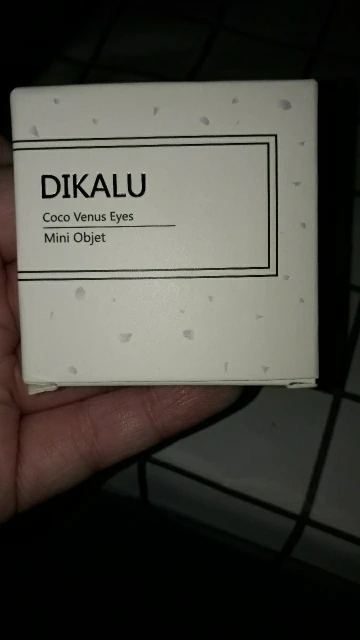 DIKALU
Coco Venus Eyes
Mini Objet